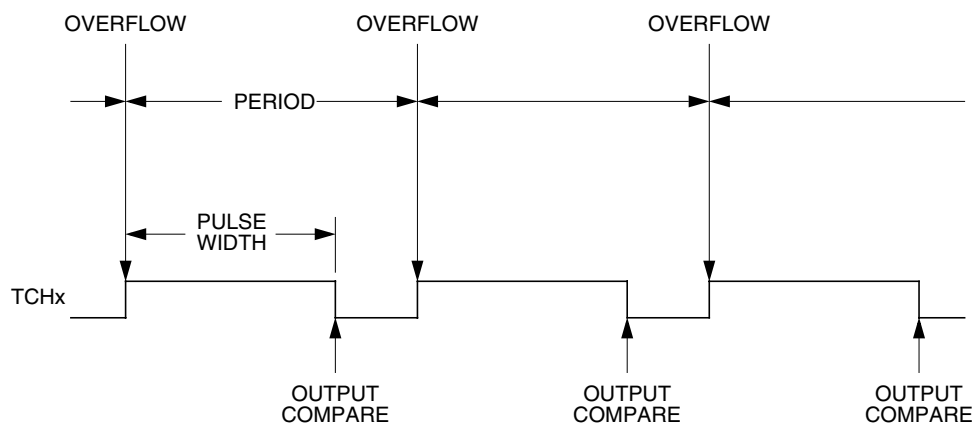 OVERFLOW OVERFLOW OVERFLOW
PERIOD
PULSE
WIDTH
TCHx
OUTPUT
COMPARE
OUTPUT
COMPARE
OUTPUT
COMPARE